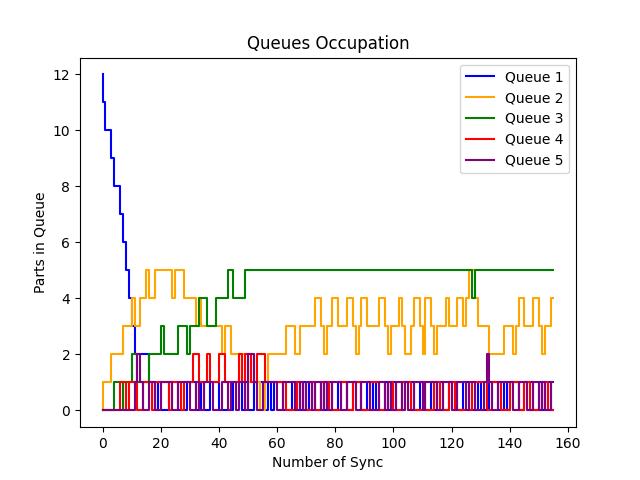 Queues Occupation
Queue 1
Queue 2
Queue 3
Queue 4
Queue 5
Parts in Queue
12
10
8
6
4
2
0
0 20 40 60 80 100 120 140 160
Number of Sync